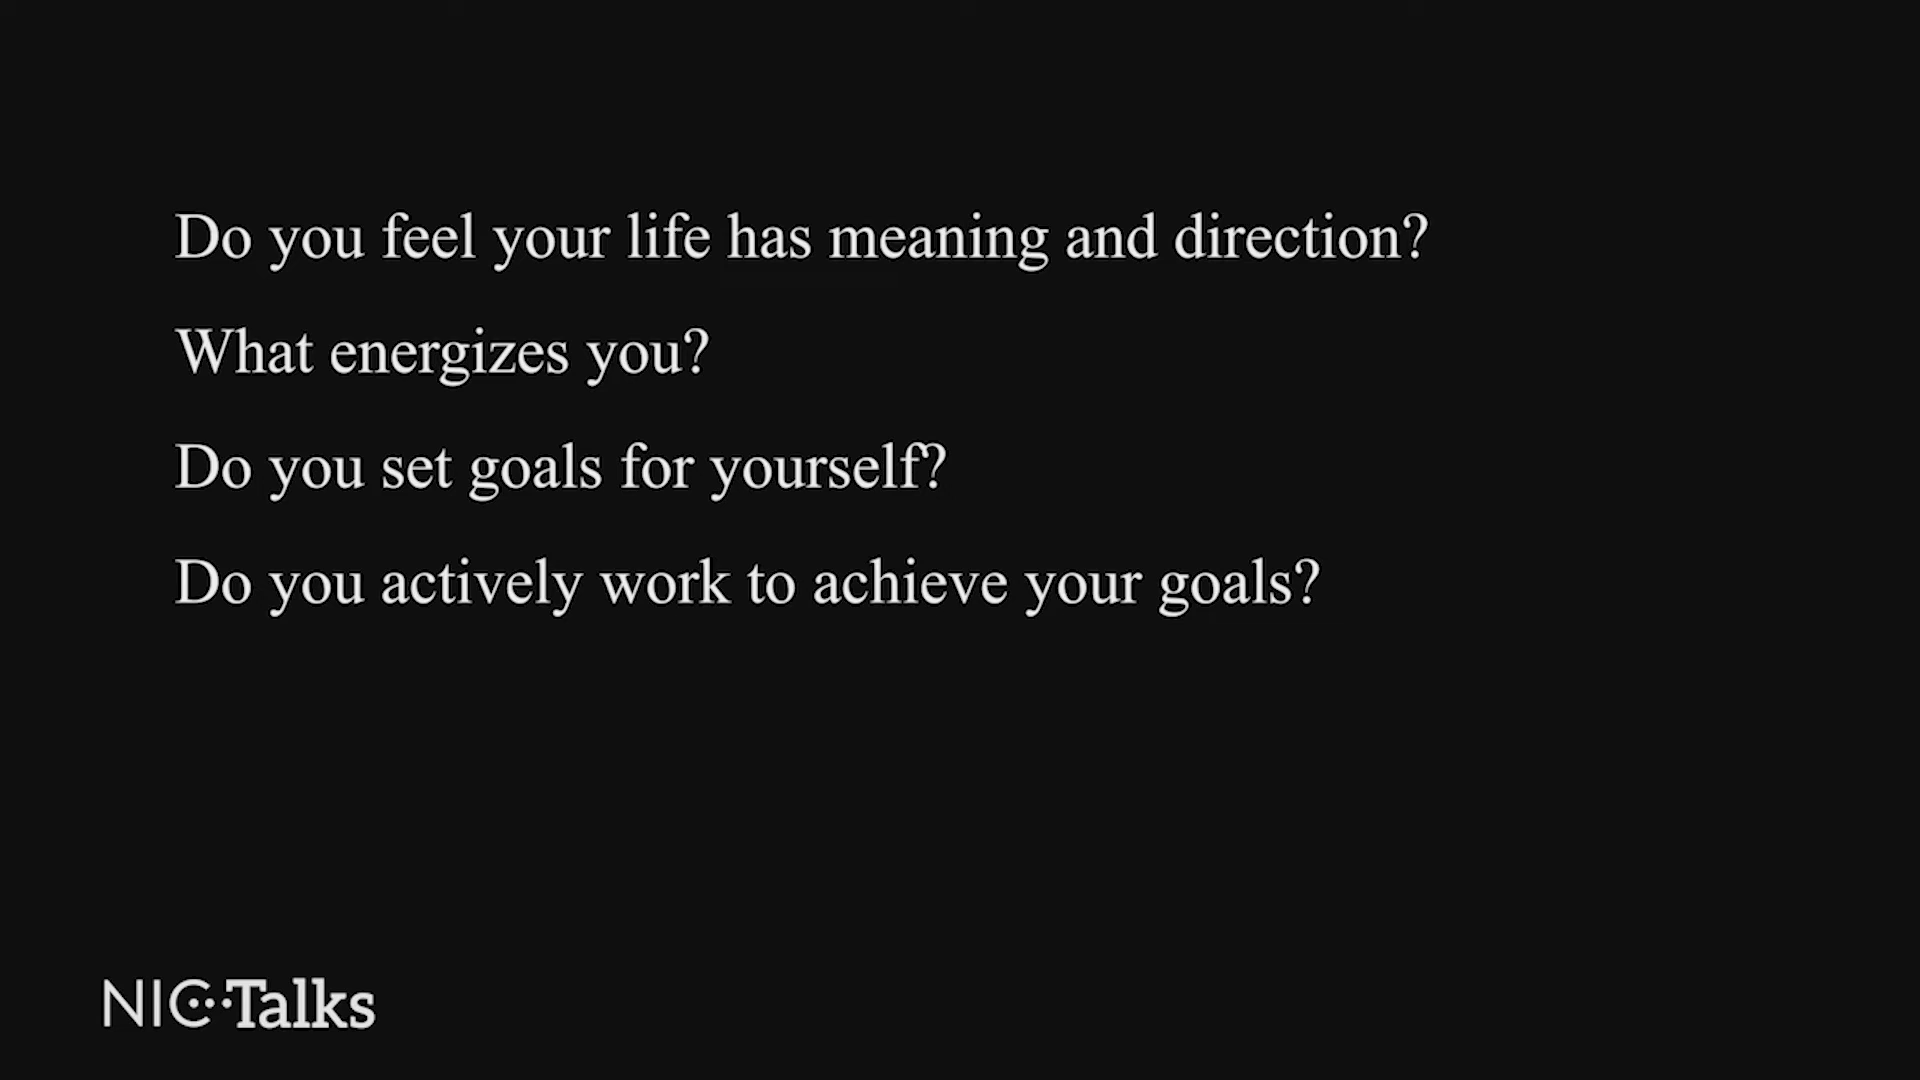 Do you feel your life has meaning and direction?
What energizes you?
Do you set goals for yourself?
Do you actively work to achieve your goals?
NIC Talks